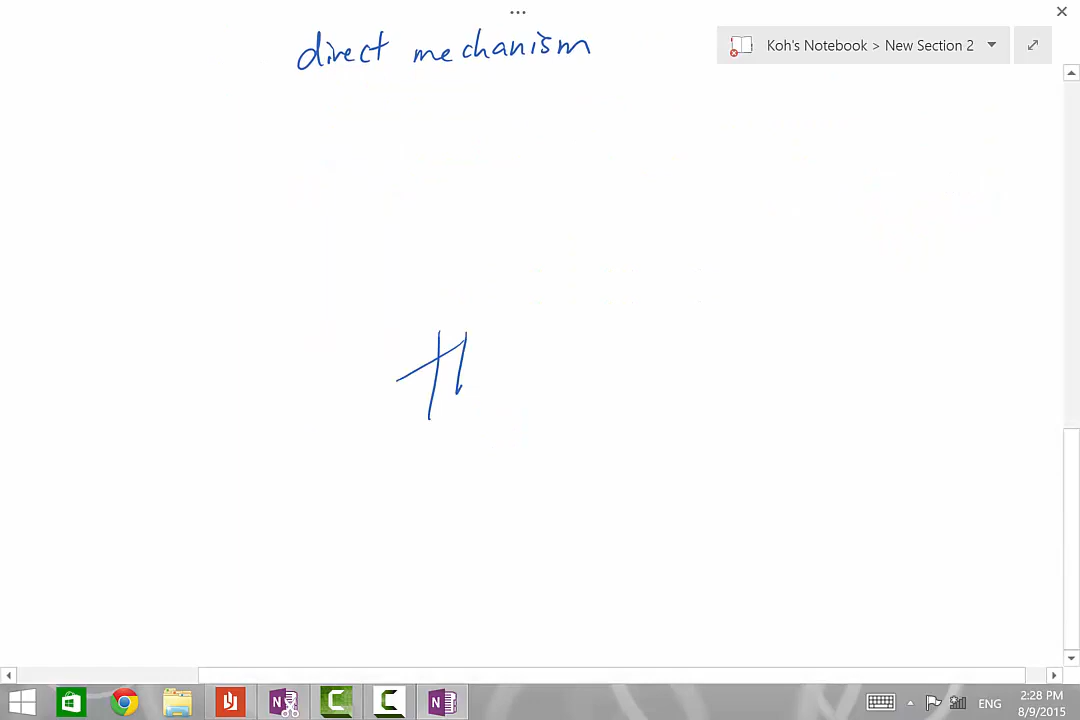 direct mechanism
Koh's Notebook > New Section 2
ENG
2:28 PM
8/9/2015